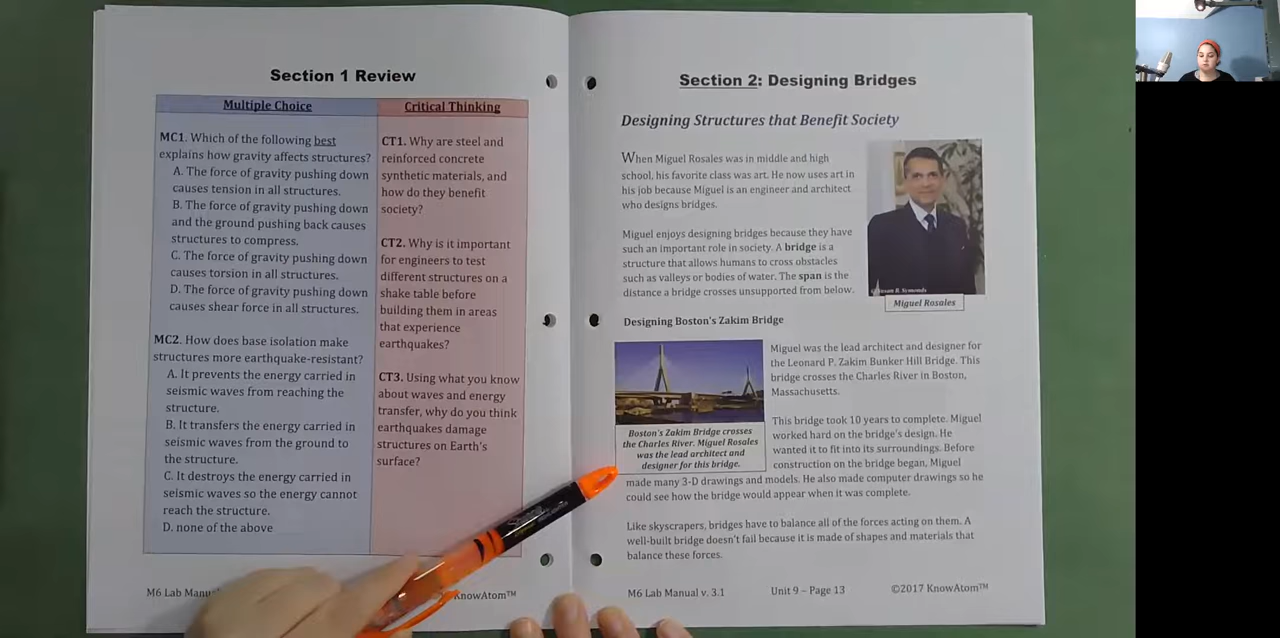 Section 1 Review
Multiple Choice
MC1. Which of the following best
explains how gravity affects structures?
A. The force of gravity pushing down
causes tension in all structures.
B. The force of gravity pushing down
and the ground pushing back causes
structures to compress.
C. The force of gravity pushing down
causes torsion in all structures.
D. The force of gravity pushing down
causes shear force in all structures.
MC2. How does base isolation make
structures more earthquake-resistant?
A. It prevents the energy carried in
seismic waves from reaching the
structure.
B. It transfers the energy carried in
seismic waves from the ground to
the structure.
C. It destroys the energy carried in
seismic waves so the energy cannot
reach the structure.
D. none of the above
Critical Thinking
CT1. Why are steel and
reinforced concrete
synthetic materials, and
how do they benefit
society?
CT2. Why is it important
for engineers to test
different structures on a
shake table before
building them in areas
that experience
earthquakes?
CT3. Using what you know
about waves and energy
transfer, why do you think
earthquakes damage
structures on Earth's
surface?
M6 Lab
KnowAtom™
Section 2: Designing Bridges
Designing Structures that Benefit Society
When Miguel Rosales was in middle and high
school, his favorite class was art. He now uses art in
his job because Miguel is an engineer and architect
who designs bridges.
Miguel enjoys designing bridges because they have
such an important role in society. A bridge is a
structure that allows humans to cross obstacles
such as valleys or bodies of water. The span is the
distance a bridge crosses unsupported from below.
Susan R. Symonds
Miguel Rosales
Designing Boston's Zakim Bridge
Boston's Zakim Bridge crosses
the Charles River. Miguel Rosales
was the lead architect and
designer for this bridge.
Miguel was the lead architect and designer for
the Leonard P. Zakim Bunker Hill Bridge. This
bridge crosses the Charles River in Boston,
Massachusetts.
This bridge took 10 years to complete. Miguel
worked hard on the bridge's design. He
wanted it to fit into its surroundings. Before
construction on the bridge began, Miguel
made many 3-D drawings and models. He also made computer drawings so he
could see how the bridge would appear when it was complete.
Like skyscrapers, bridges have to balance all of the forces acting on them. A
well-built bridge doesn't fail because it is made of shapes and materials that
balance these forces.
M6 Lab Manual v. 3.1
Unit 9 – Page 13
©2017 KnowAtom™
Sharpie